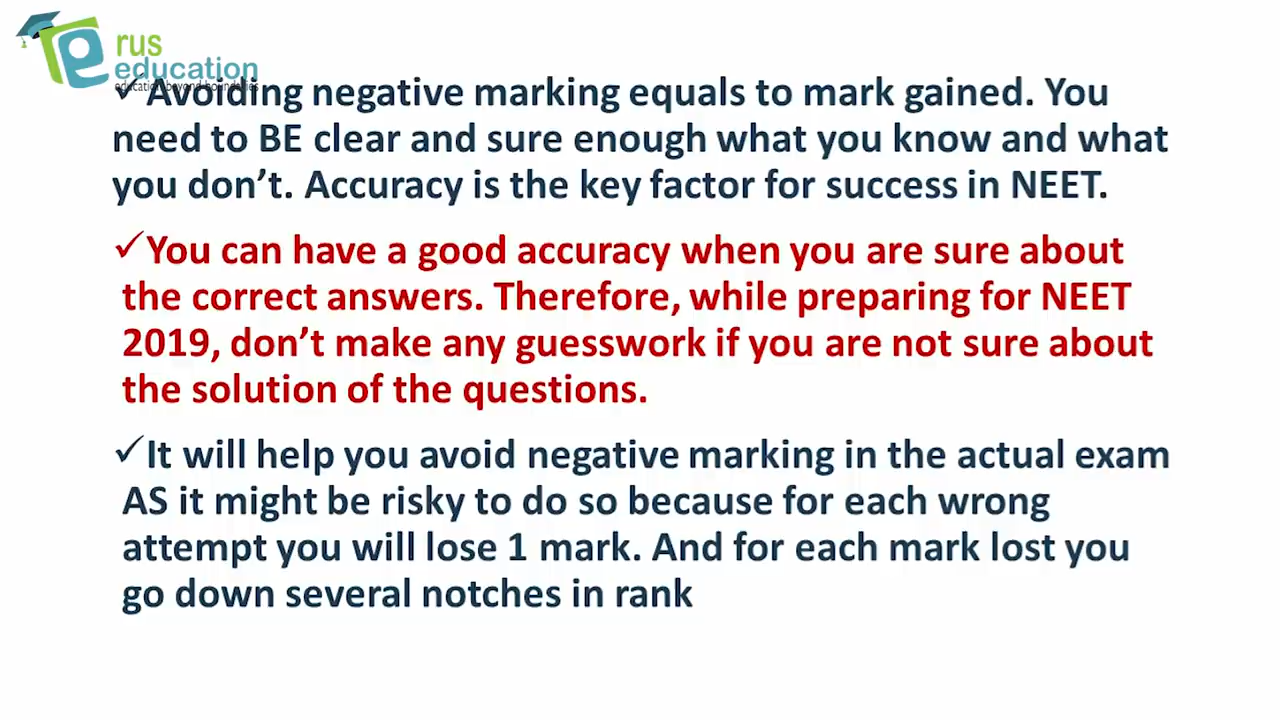 rus
education
education beyond boundaries
✓Avoiding negative marking equals to mark gained. You
need to BE clear and sure enough what you know and what
you don't. Accuracy is the key factor for success in NEET.
✓You can have a good accuracy when you are sure about
the correct answers. Therefore, while preparing for NEET
2019, don't make any guesswork if you are not sure about
the solution of the questions.
✓It will help you avoid negative marking in the actual exam
AS it might be risky to do so because for each wrong
attempt you will lose 1 mark. And for each mark lost you
go down several notches in rank